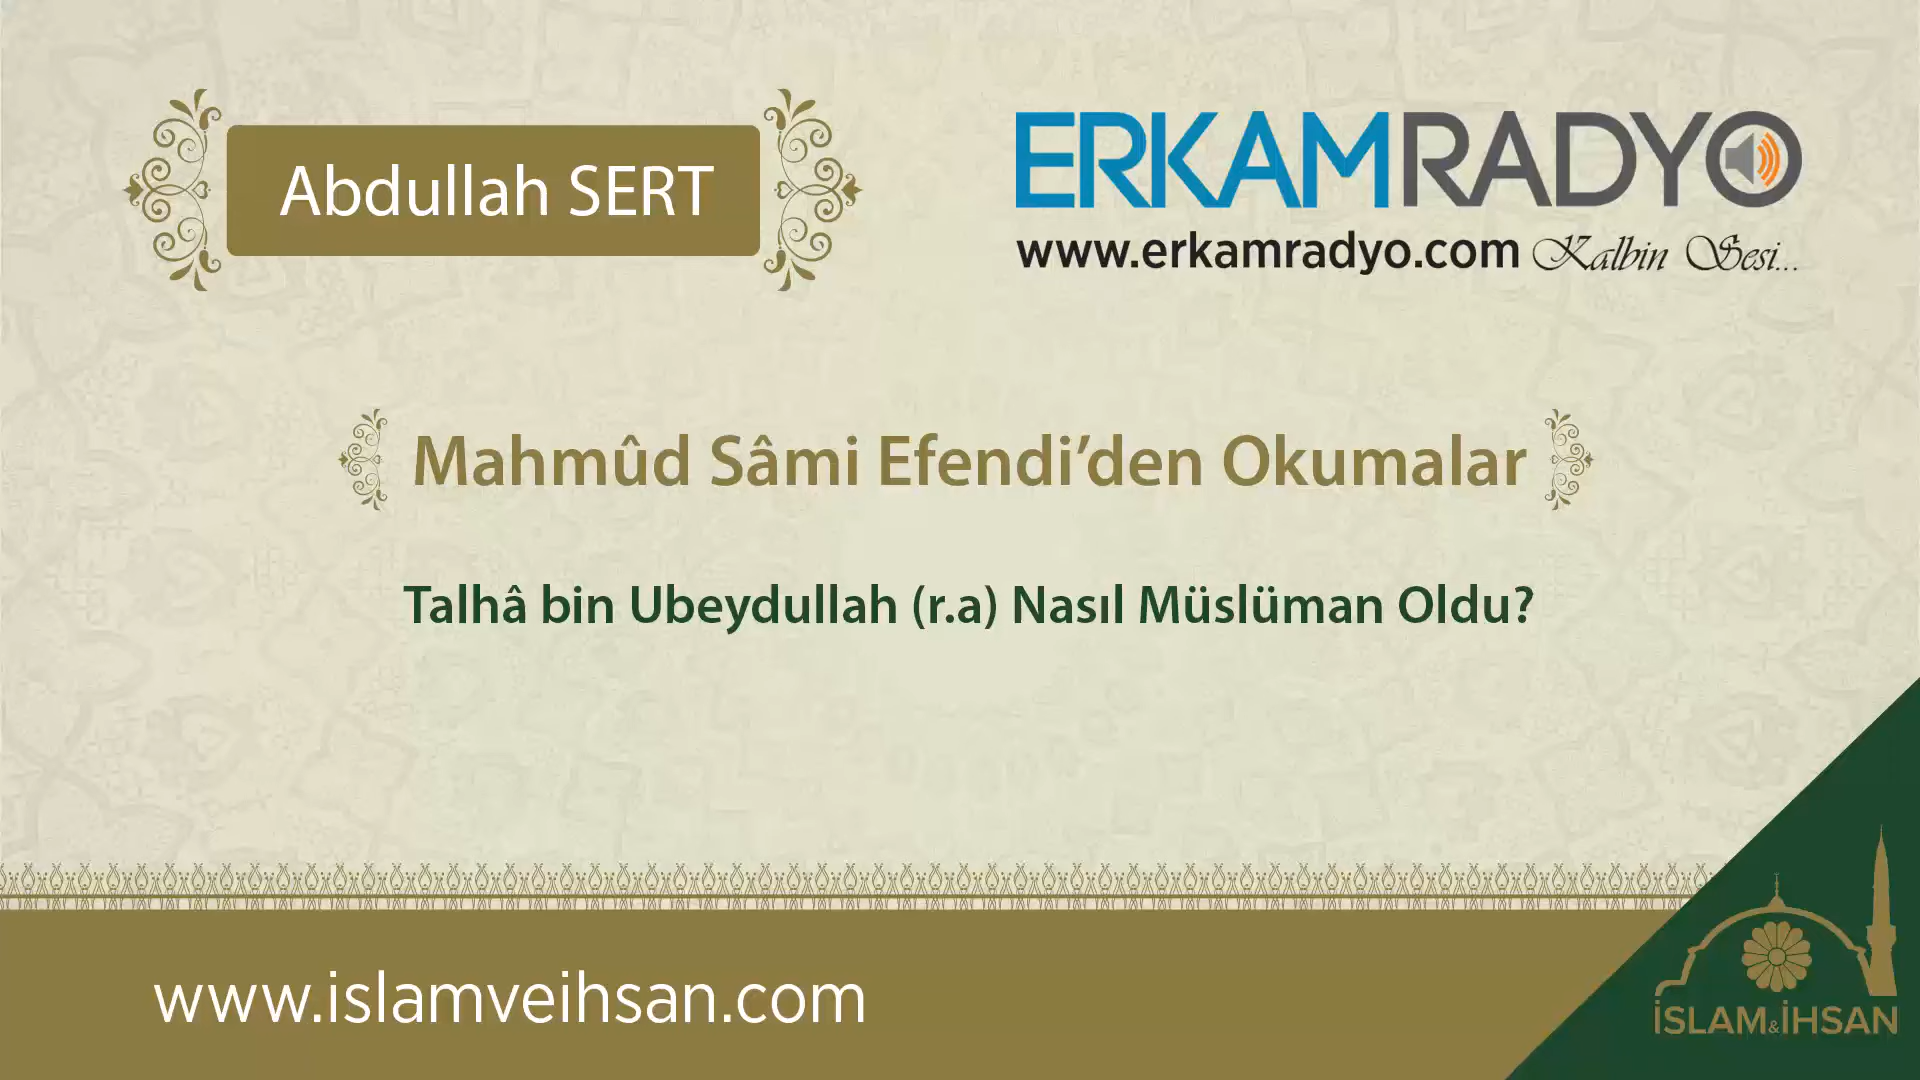 Abdullah SERT
ERKAMRADYO
www.erkamradyo.com Kalbin Sesi...
Mahmûd Sâmi Efendi’den Okumalar
Talhâ bin Ubeydullah (r.a) Nasıl Müslüman Oldu?
www.islamveihsan.com
İSLAM&İHSAN